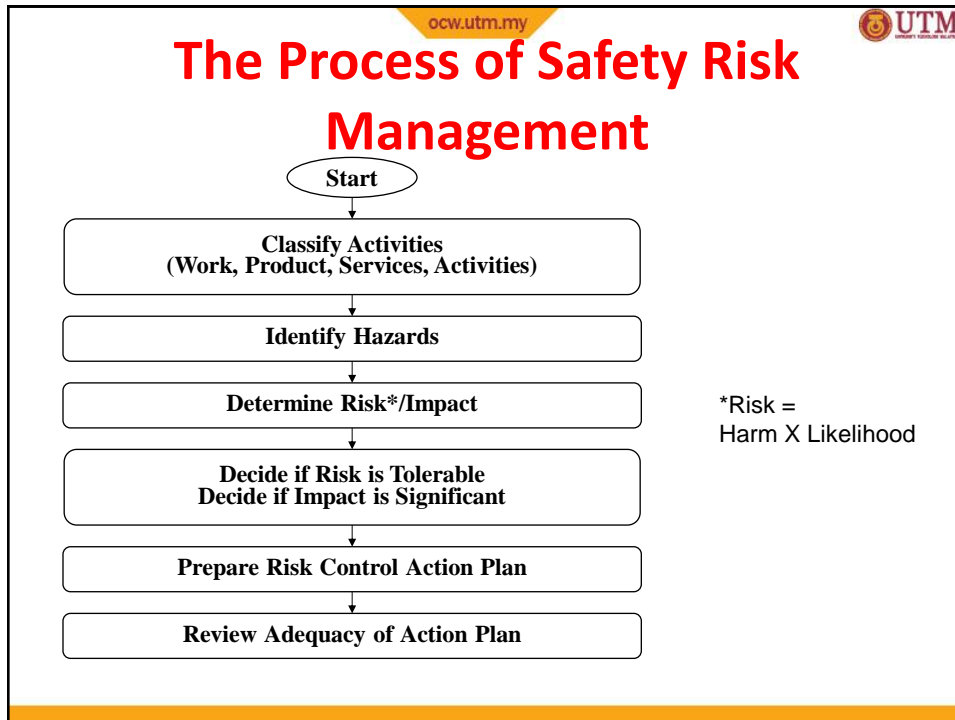 ocw.utm.my
UTM
The Process of Safety Risk
Management
Start
Classify Activities
(Work, Product, Services, Activities)
Identify Hazards
Determine Risk*/Impact
*Risk =
Harm X Likelihood
Decide if Risk is Tolerable
Decide if Impact is Significant
Prepare Risk Control Action Plan
Review Adequacy of Action Plan